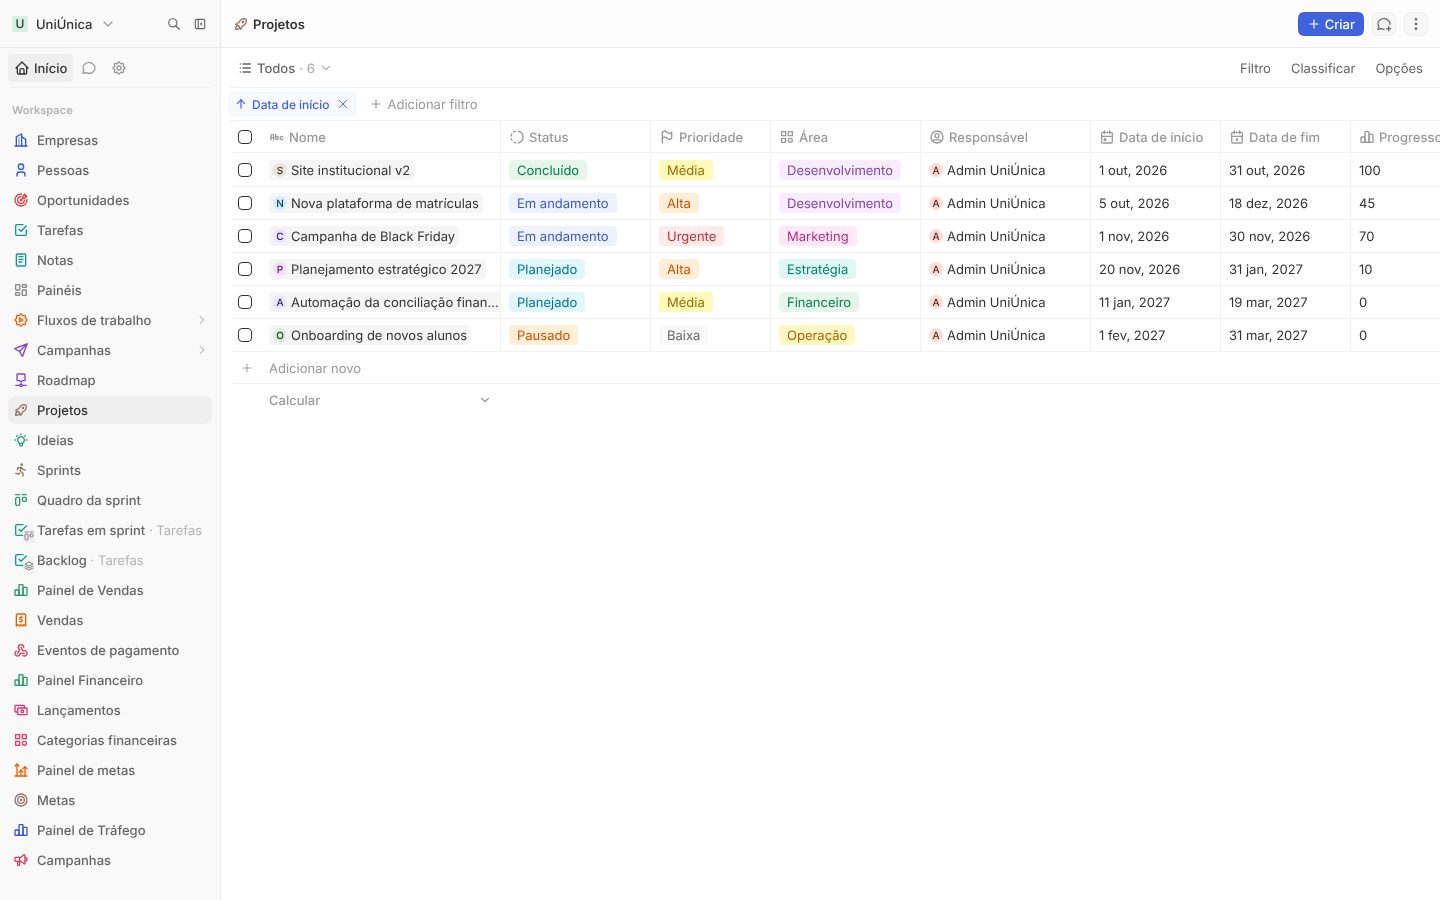 U UniÚnica
Projetos
Criar
Início
Todos · 6
Filtro Classificar Opções
Workspace
Data de início Adicionar filtro
Abc Nome Status Prioridade Área Responsável Data de início Data de fim Progresso
S Site institucional v2 Concluído Média Desenvolvimento A Admin UniÚnica 1 out, 2026 31 out, 2026 100
N Nova plataforma de matrículas Em andamento Alta Desenvolvimento A Admin UniÚnica 5 out, 2026 18 dez, 2026 45
C Campanha de Black Friday Em andamento Urgente Marketing A Admin UniÚnica 1 nov, 2026 30 nov, 2026 70
P Planejamento estratégico 2027 Planejado Alta Estratégia A Admin UniÚnica 20 nov, 2026 31 jan, 2027 10
A Automação da conciliação finan... Planejado Média Financeiro A Admin UniÚnica 11 jan, 2027 19 mar, 2027 0
O Onboarding de novos alunos Pausado Baixa Operação A Admin UniÚnica 1 fev, 2027 31 mar, 2027 0
Adicionar novo
Calcular
Empresas
Pessoas
Oportunidades
Tarefas
Notas
Painéis
Fluxos de trabalho
Campanhas
Roadmap
Projetos
Ideias
Sprints
Quadro da sprint
Tarefas em sprint · Tarefas
Backlog · Tarefas
Painel de Vendas
Vendas
Eventos de pagamento
Painel Financeiro
Lançamentos
Categorias financeiras
Painel de metas
Metas
Painel de Tráfego
Campanhas